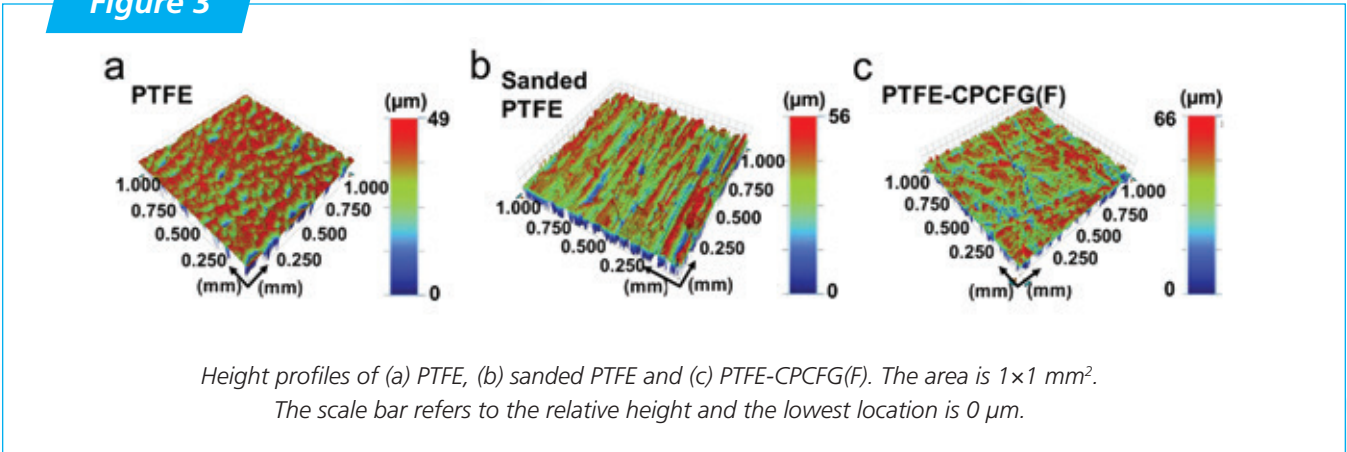 Figure 3
a
PTFE
(μm)
49
0
1.000
0.750
0.500
0.250
(mm)
1.000
0.750
0.500
0.250
(mm)
b
Sanded
PTFE
(μm)
56
0
1.000
0.750
0.500
0.250
(mm)
1.000
0.750
0.500
0.250
(mm)
c
PTFE-CPCFG(F)
(μm)
66
0
1.000
0.750
0.500
0.250
(mm)
1.000
0.750
0.500
0.250
(mm)
Height profiles of (a) PTFE, (b) sanded PTFE and (c) PTFE-CPCFG(F). The area is 1×1 mm².
The scale bar refers to the relative height and the lowest location is 0 μm.